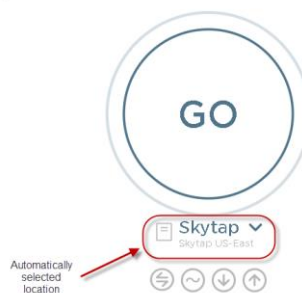 GO
Skytap
Skytap US-East
Automatically
selected
location